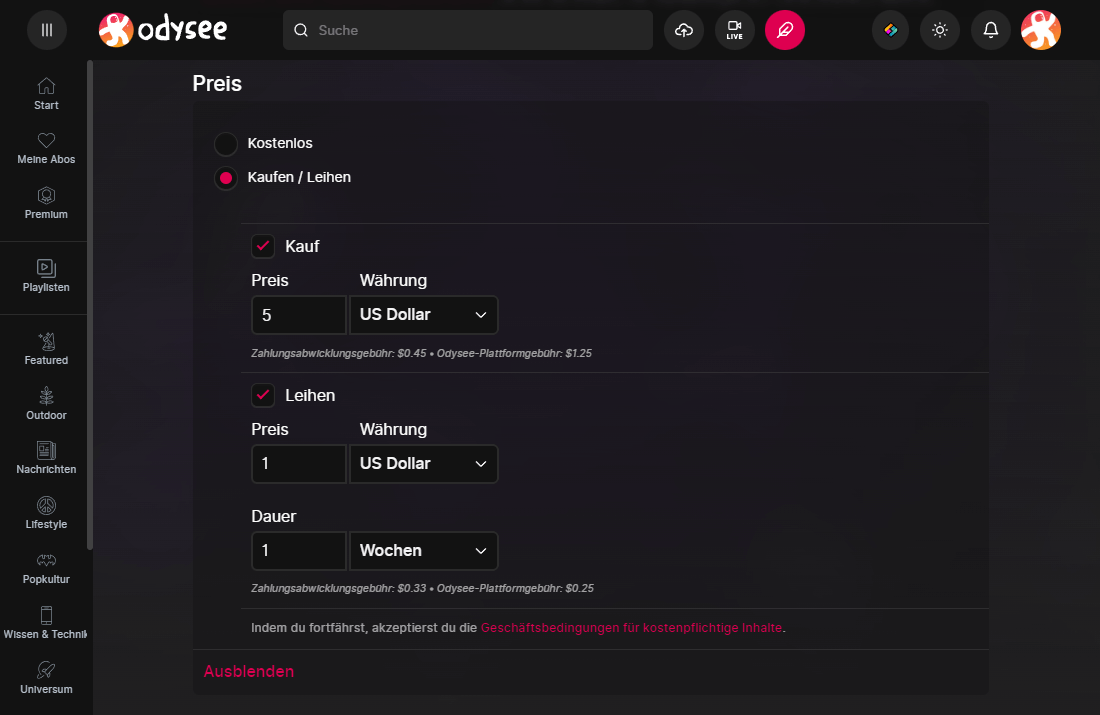 odysee
Suche
LIVE
Start
Meine Abos
Premium
Playlisten
Featured
Outdoor
Nachrichten
Lifestyle
Popkultur
Wissen & Technik
Universum
Preis
Kostenlos
Kaufen / Leihen
Kauf
Preis Währung
5 US Dollar
Zahlungsabwicklungsgebühr: $0.45 • Odysee-Plattformgebühr: $1.25
Leihen
Preis Währung
1 US Dollar
Dauer
1 Wochen
Zahlungsabwicklungsgebühr: $0.33 • Odysee-Plattformgebühr: $0.25
Indem du fortfährst, akzeptierst du die Geschäftsbedingungen für kostenpflichtige Inhalte.
Ausblenden